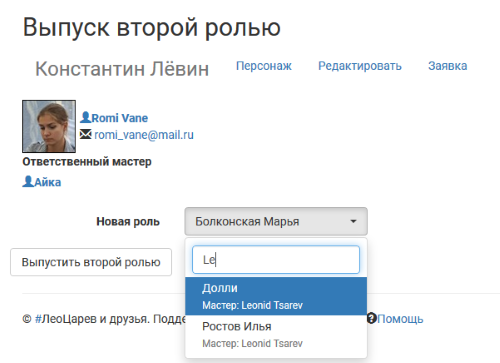 Выпуск второй ролью
Константин Лёвин Персонаж Редактировать Заявка
Romi Vane
romi_vane@mail.ru
Ответственный мастер
Айка
Новая роль Болконская Марья
Le
Выпустить второй ролью
Долли
Мастер: Leonid Tsarev
Ростов Илья
Мастер: Leonid Tsarev
© #ЛеоЦарев и друзья. Подде Помощь